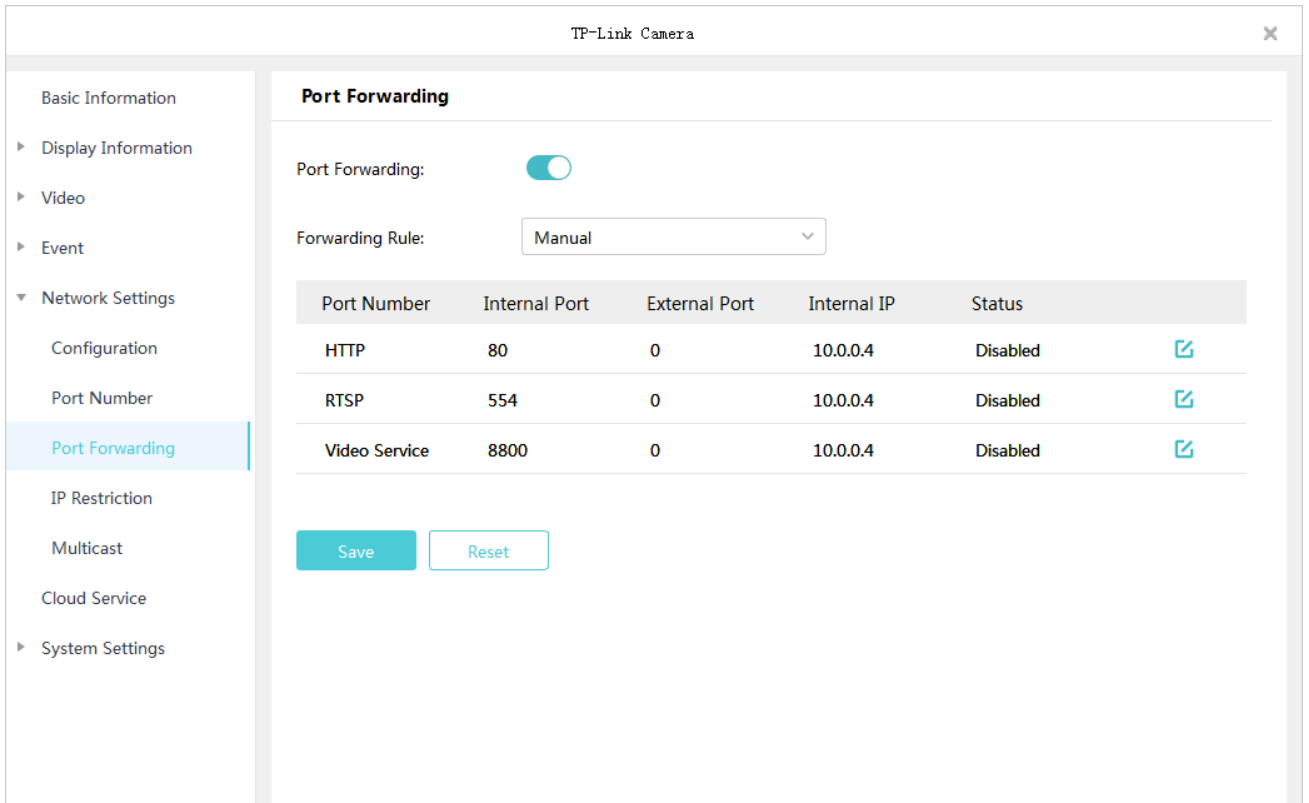 TP-Link Camera
Basic Information
Display Information
Video
Event
Network Settings
Configuration
Port Number
Port Forwarding
IP Restriction
Multicast
Cloud Service
System Settings
Port Forwarding
Port Forwarding:
Forwarding Rule: Manual
Port Number Internal Port External Port Internal IP Status
HTTP 80 0 10.0.0.4 Disabled
RTSP 554 0 10.0.0.4 Disabled
Video Service 8800 0 10.0.0.4 Disabled
Save Reset